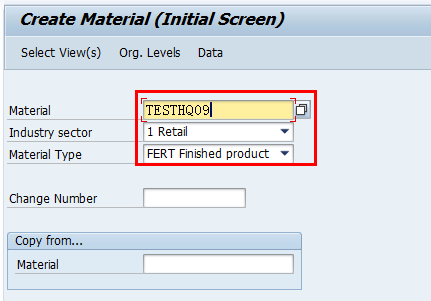 Create Material (Initial Screen)
Select View(s) Org. Levels Data
Material TESTHQ09
Industry sector 1 Retail
Material Type FERT Finished product
Change Number
Copy from...
Material